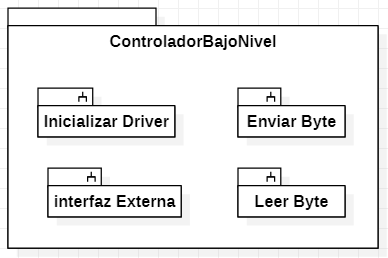 ControladorBajoNivel
Inicializar Driver
Enviar Byte
interfaz Externa
Leer Byte